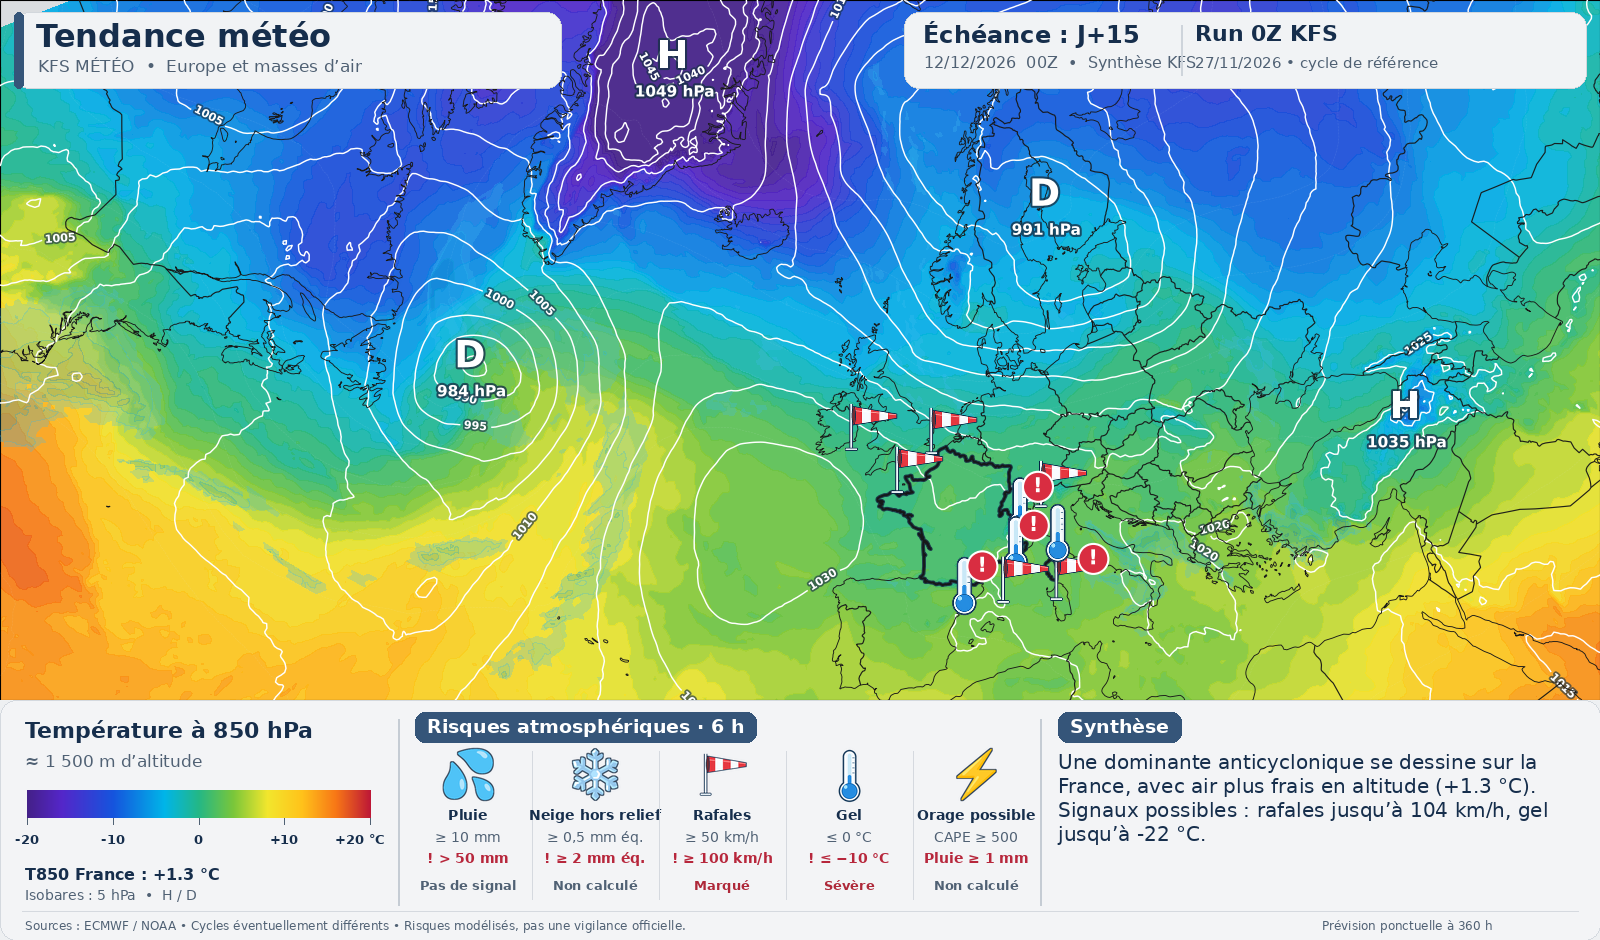 Tendance météo
KFS MÉTÉO • Europe et masses d’air
Échéance : J+15
12/12/2026 00Z • Synthèse KFS
Run 0Z KFS
27/11/2026 • cycle de référence
H
1045
1040
1049 hPa
1005
D
991 hPa
1005
1000
1005
D
984 hPa
990
995
1025
H
1035 hPa
1010
1020
1020
1030
1015
Température à 850 hPa
≈ 1 500 m d’altitude
-20 -10 0 +10 +20 °C
T850 France : +1.3 °C
Isobares : 5 hPa • H / D
Risques atmosphériques · 6 h
Pluie
≥ 10 mm
! > 50 mm
Pas de signal
Neige hors relief
≥ 0,5 mm éq.
! ≥ 2 mm éq.
Non calculé
Rafales
≥ 50 km/h
! ≥ 100 km/h
Marqué
Gel
≤ 0 °C
! ≤ −10 °C
Sévère
Orage possible
CAPE ≥ 500
Pluie ≥ 1 mm
Non calculé
Synthèse
Une dominante anticyclonique se dessine sur la
France, avec air plus frais en altitude (+1.3 °C).
Signaux possibles : rafales jusqu’à 104 km/h, gel
jusqu’à -22 °C.
Sources : ECMWF / NOAA • Cycles éventuellement différents • Risques modélisés, pas une vigilance officielle.
Prévision ponctuelle à 360 h